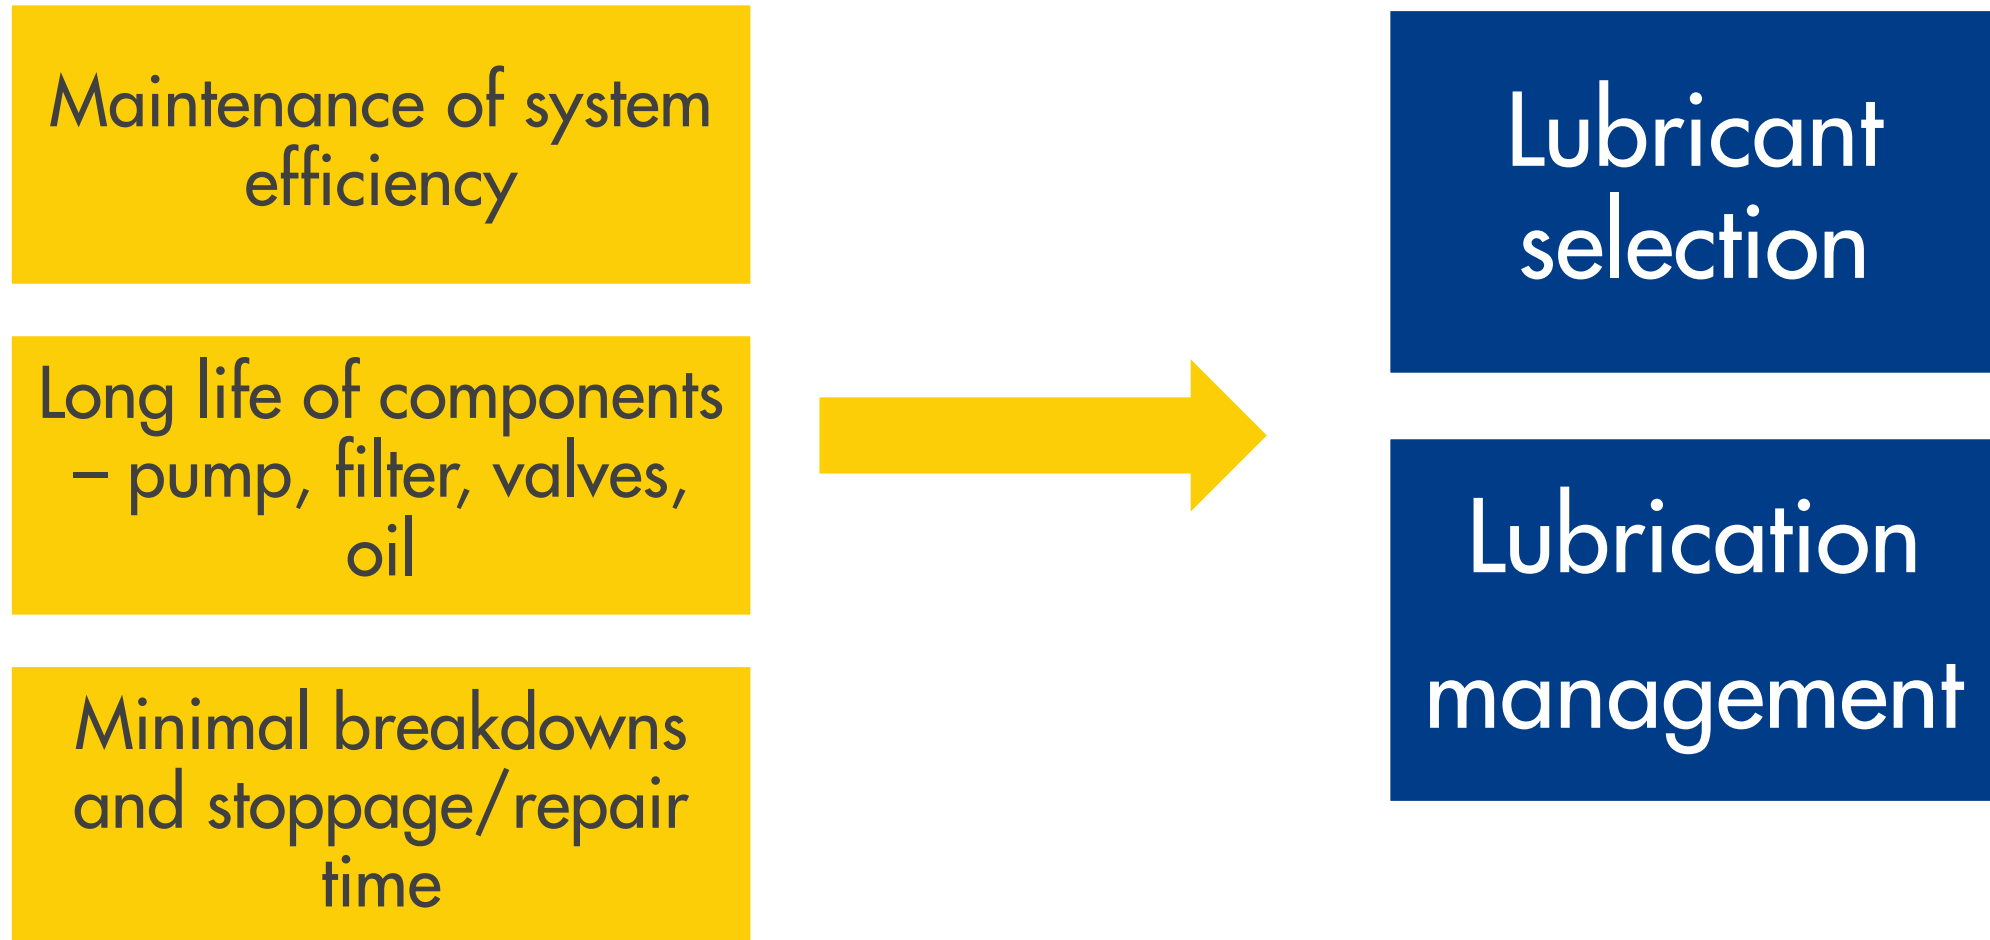 Maintenance of system
efficiency
Long life of components
– pump, filter, valves,
oil
Minimal breakdowns
and stoppage/repair
time
Lubricant
selection
Lubrication
management